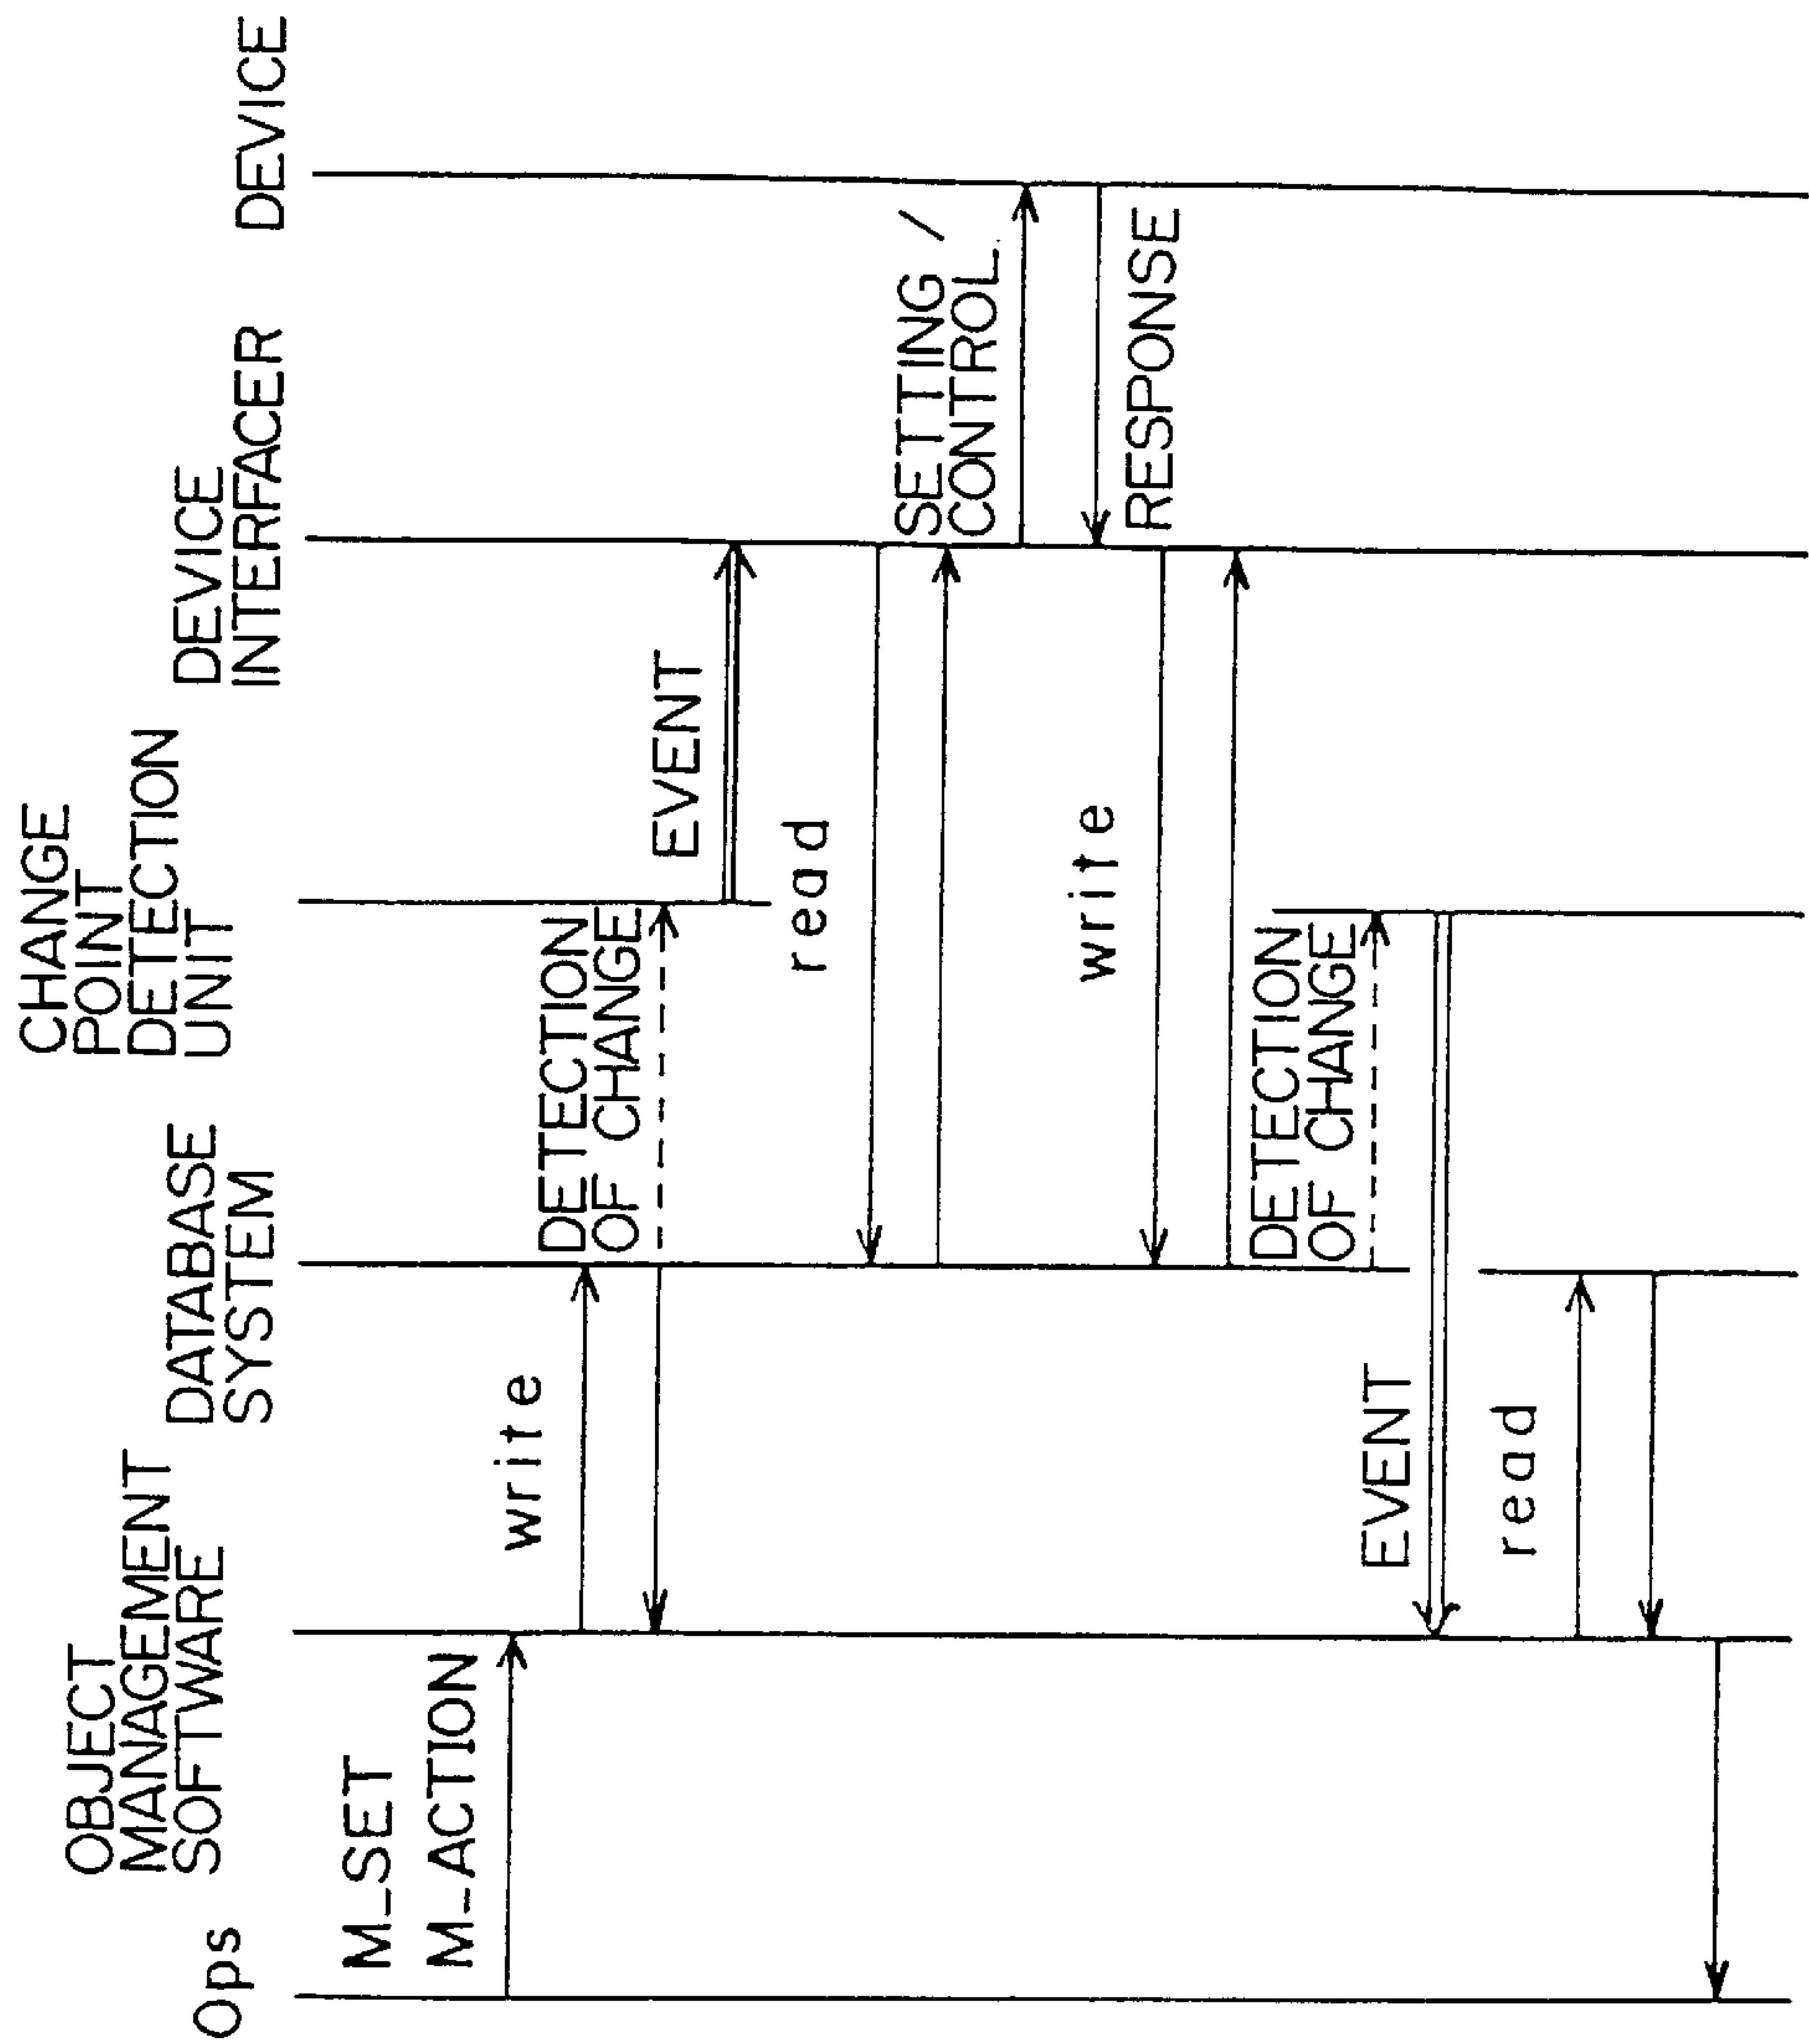 Ops
OBJECT
MANAGEMENT
SOFTWARE
DATABASE
SYSTEM
CHANGE
POINT
DETECTION
UNIT
DEVICE
INTERFACER
DEVICE
M_SET
M_ACTION
write
DETECTION
OF CHANGE
EVENT
read
SETTING /
CONTROL
RESPONSE
write
DETECTION
OF CHANGE
EVENT
read